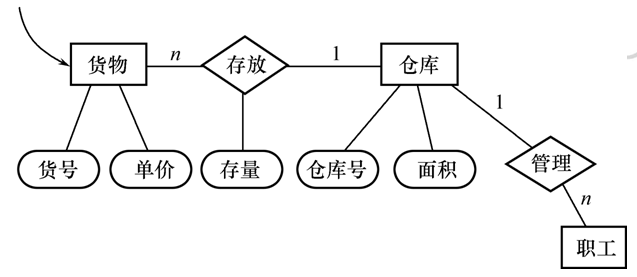 货物 n 存放 1 仓库
1
货号 单价 存量 仓库号 面积 管理
n
职工